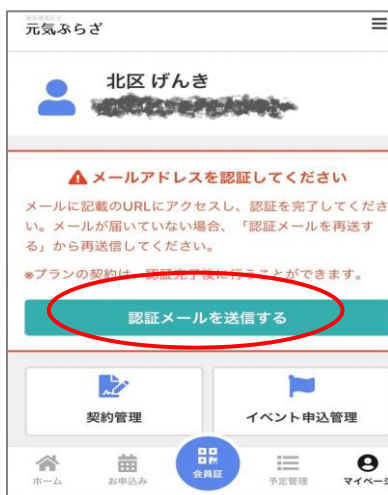 元気ぷらざ
北区 げんき
メールアドレスを認証してください
メールに記載のURLにアクセスし、認証を完了してくださ
い。メールが届いていない場合、「認証メールを再送す
る」から再送信してください。
※プランの契約は、認証完了後に行うことができます。
認証メールを送信する
契約管理
イベント申込管理
ホーム
お申込み
会員証
予定管理
マイページ